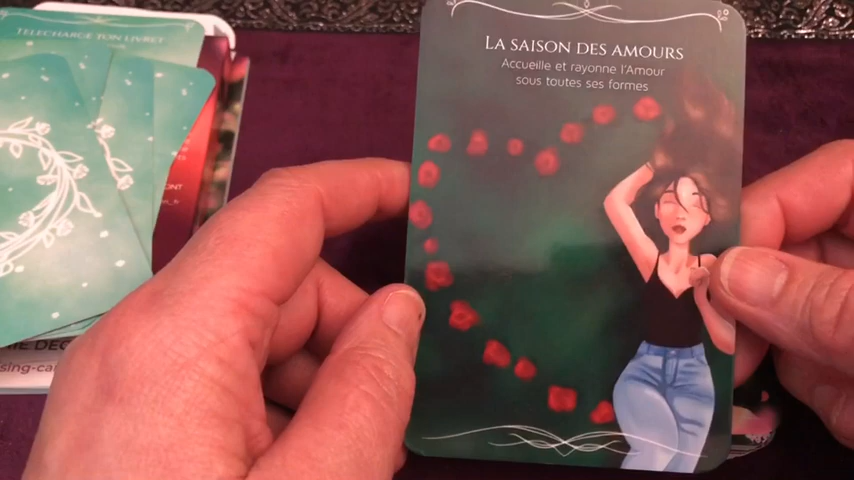 TÉLÉCHARGE TON LIVRET
LA SAISON DES AMOURS
Accueille et rayonne l'Amour
sous toutes ses formes